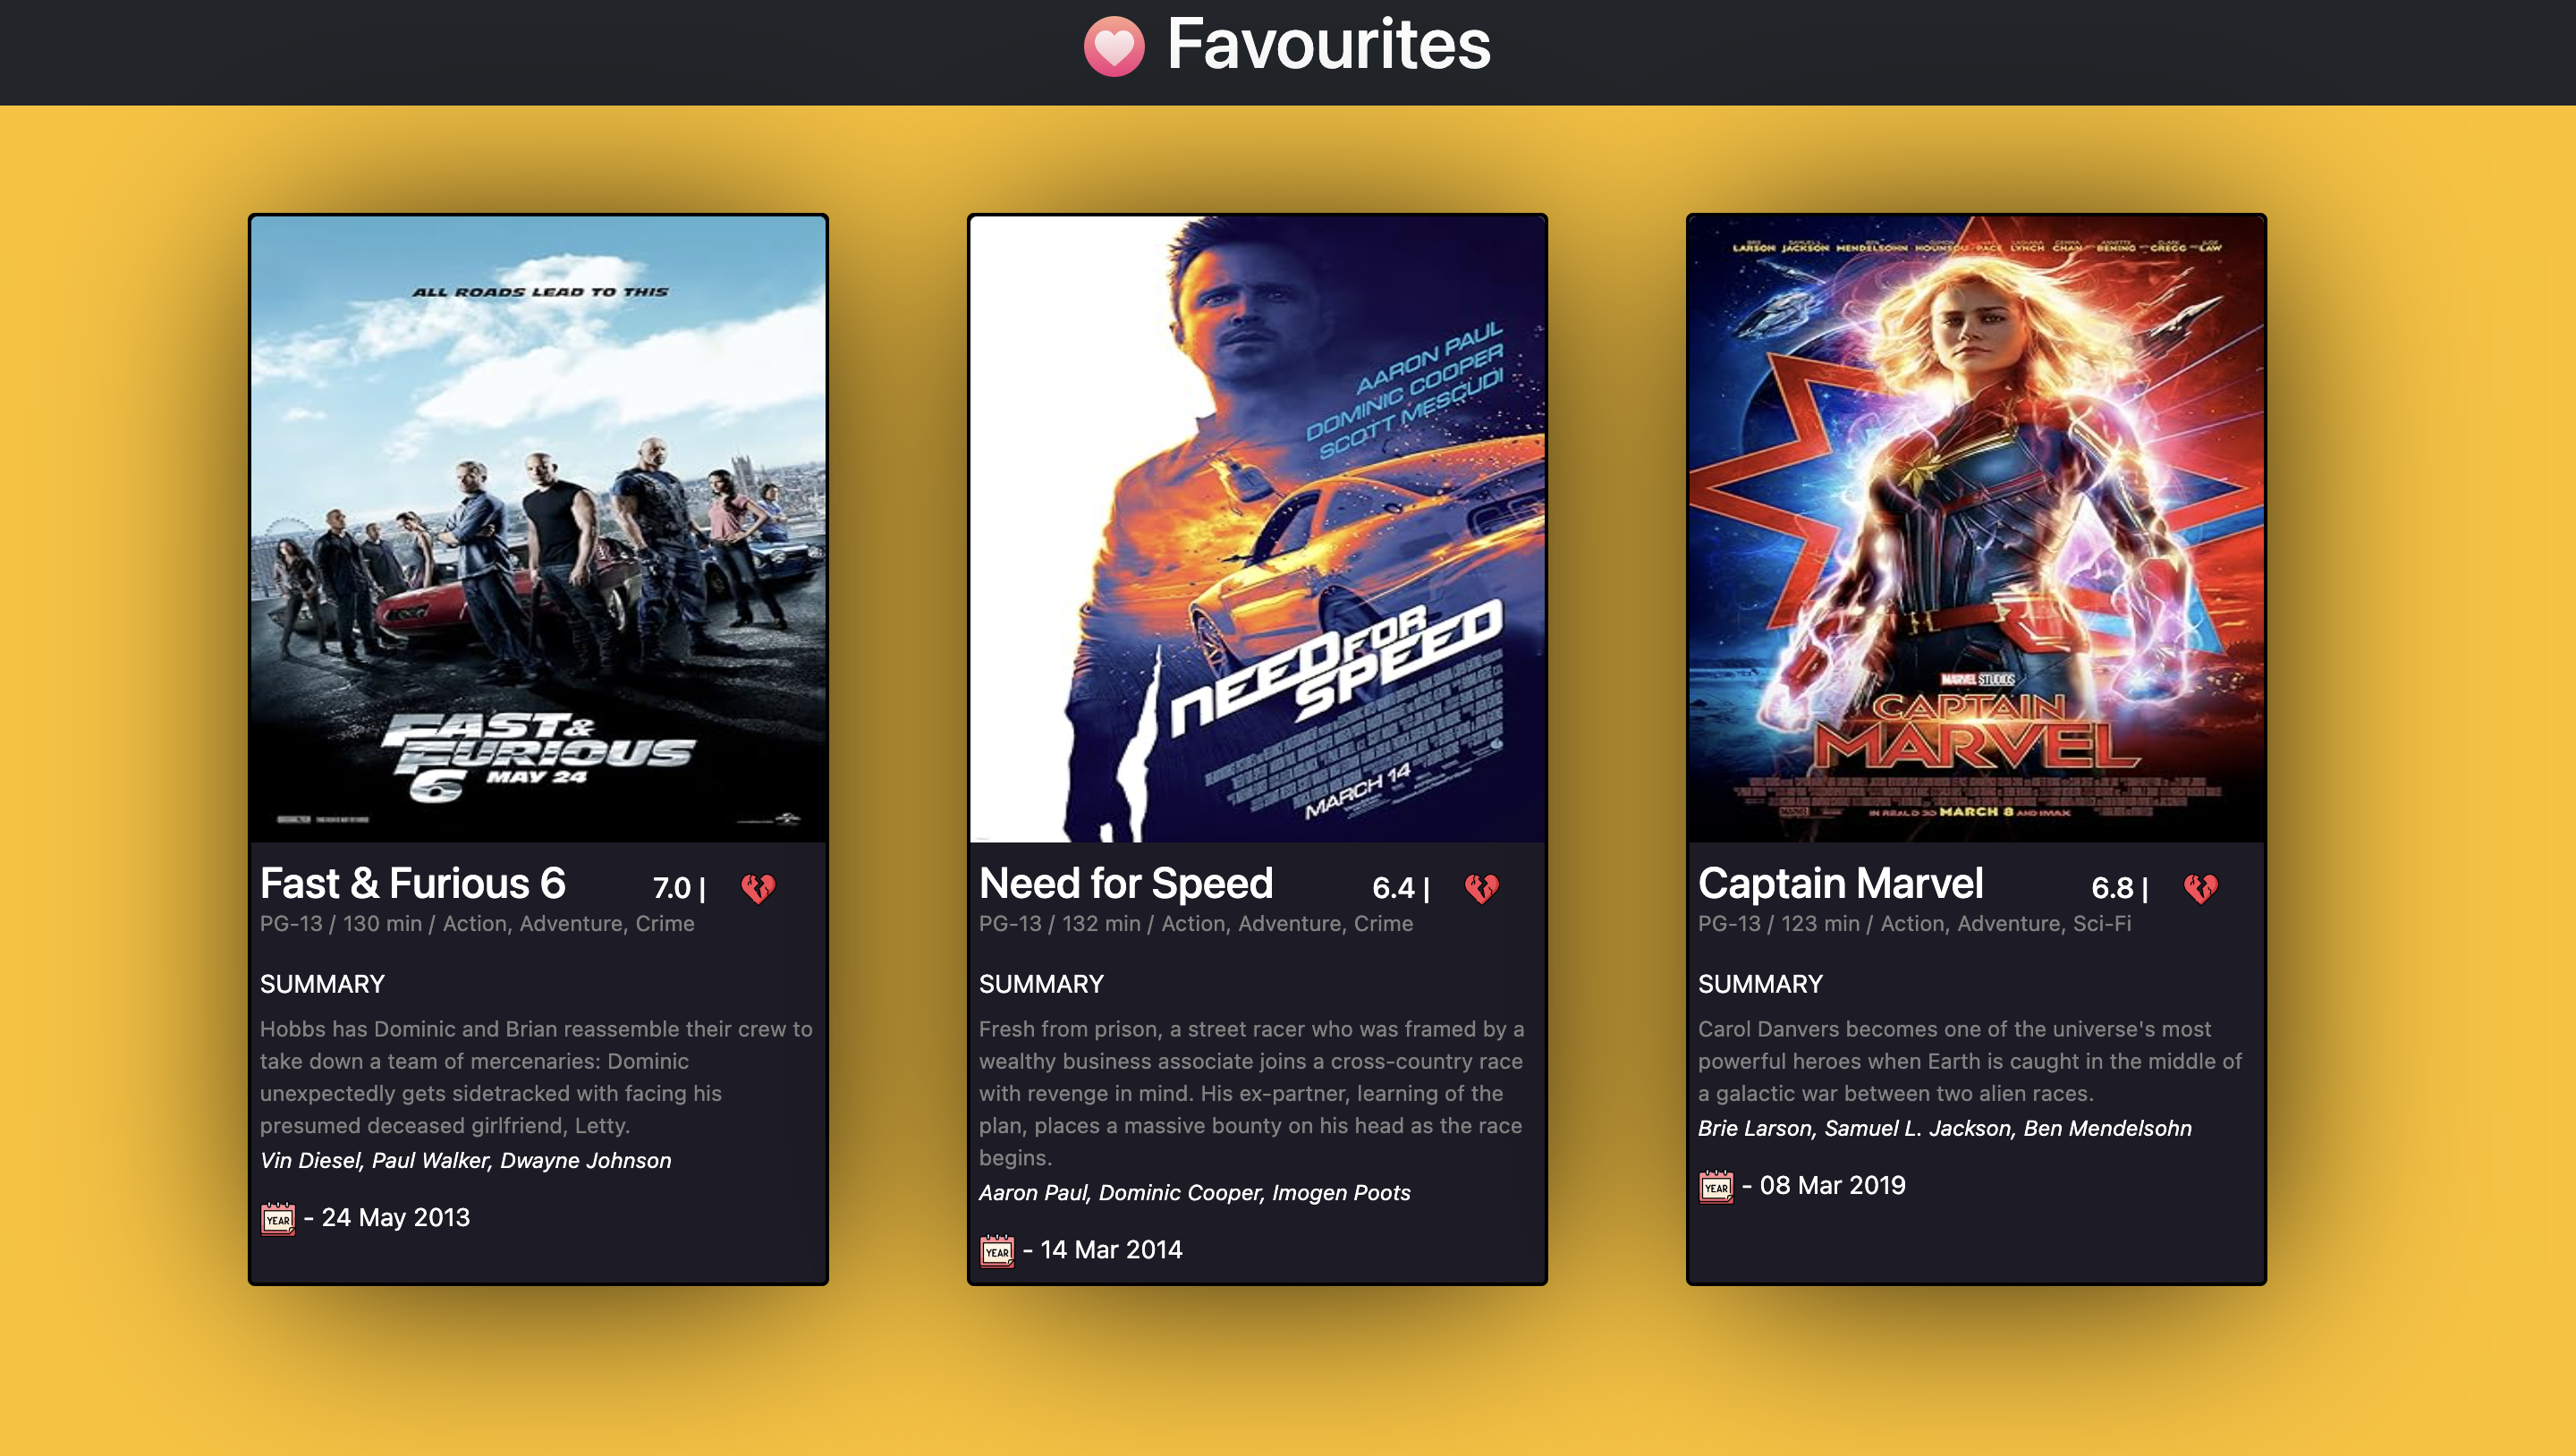 Favourites
ALL ROADS LEAD TO THIS
FAST &
FURIOUS
6 MAY 24
Fast & Furious 6 7.0 |
PG-13 / 130 min / Action, Adventure, Crime
SUMMARY
Hobbs has Dominic and Brian reassemble their crew to
take down a team of mercenaries: Dominic
unexpectedly gets sidetracked with facing his
presumed deceased girlfriend, Letty.
Vin Diesel, Paul Walker, Dwayne Johnson
YEAR - 24 May 2013
AARON PAUL
DOMINIC COOPER
SCOTT MESCUDI
NEED FOR
SPEED
MARCH 14
Need for Speed 6.4 |
PG-13 / 132 min / Action, Adventure, Crime
SUMMARY
Fresh from prison, a street racer who was framed by a
wealthy business associate joins a cross-country race
with revenge in mind. His ex-partner, learning of the
plan, places a massive bounty on his head as the race
begins.
Aaron Paul, Dominic Cooper, Imogen Poots
YEAR - 14 Mar 2014
LARSON JACKSON MENDELSOHN HOUNSOU PACE LYNCH CHAN BENING GREGG LAW
MARVEL STUDIOS
CAPTAIN
MARVEL
IN REAL D 3D MARCH 8 AND IMAX
Captain Marvel 6.8 |
PG-13 / 123 min / Action, Adventure, Sci-Fi
SUMMARY
Carol Danvers becomes one of the universe's most
powerful heroes when Earth is caught in the middle of
a galactic war between two alien races.
Brie Larson, Samuel L. Jackson, Ben Mendelsohn
YEAR - 08 Mar 2019